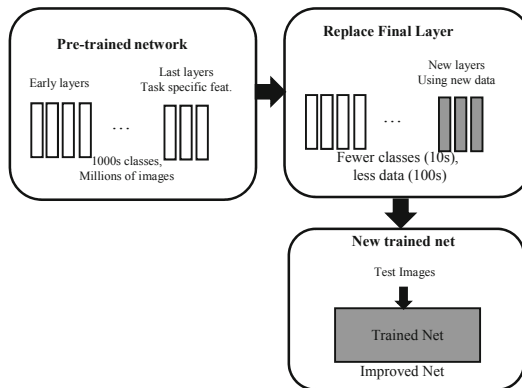 Pre-trained network
Early layers
Last layers
Task specific feat.
...
1000s classes,
Millions of images
Replace Final Layer
New layers
Using new data
...
Fewer classes (10s),
less data (100s)
New trained net
Test Images
Trained Net
Improved Net